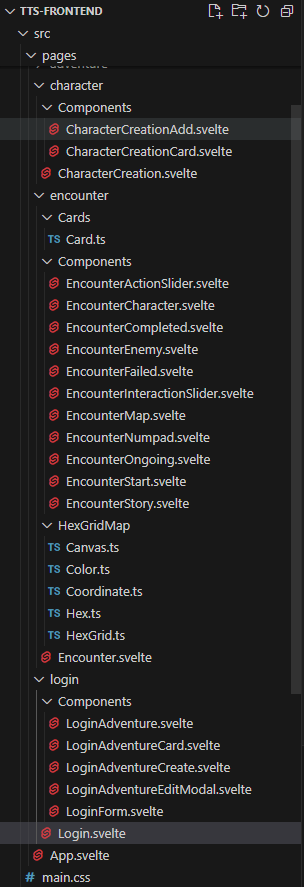 TTS-FRONTEND
src
pages
adventure
character
Components
CharacterCreationAdd.svelte
CharacterCreationCard.svelte
CharacterCreation.svelte
encounter
Cards
TS Card.ts
Components
EncounterActionSlider.svelte
EncounterCharacter.svelte
EncounterCompleted.svelte
EncounterEnemy.svelte
EncounterFailed.svelte
EncounterInteractionSlider.svelte
EncounterMap.svelte
EncounterNumpad.svelte
EncounterOngoing.svelte
EncounterStart.svelte
EncounterStory.svelte
HexGridMap
TS Canvas.ts
TS Color.ts
TS Coordinate.ts
TS Hex.ts
TS HexGrid.ts
Encounter.svelte
login
Components
LoginAdventure.svelte
LoginAdventureCard.svelte
LoginAdventureCreate.svelte
LoginAdventureEditModal.svelte
LoginForm.svelte
Login.svelte
App.svelte
# main.css